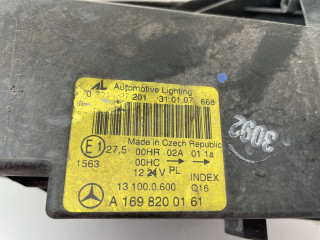 AL Automotive Lighting
201 31.01.07 668
Made in Czech Republic
E1 27,5 00HR 02A 01 1a
1563 00HC → →
12 24 V PL INDEX
13 100.0.600 Q16
A 169 820 01 61
3092